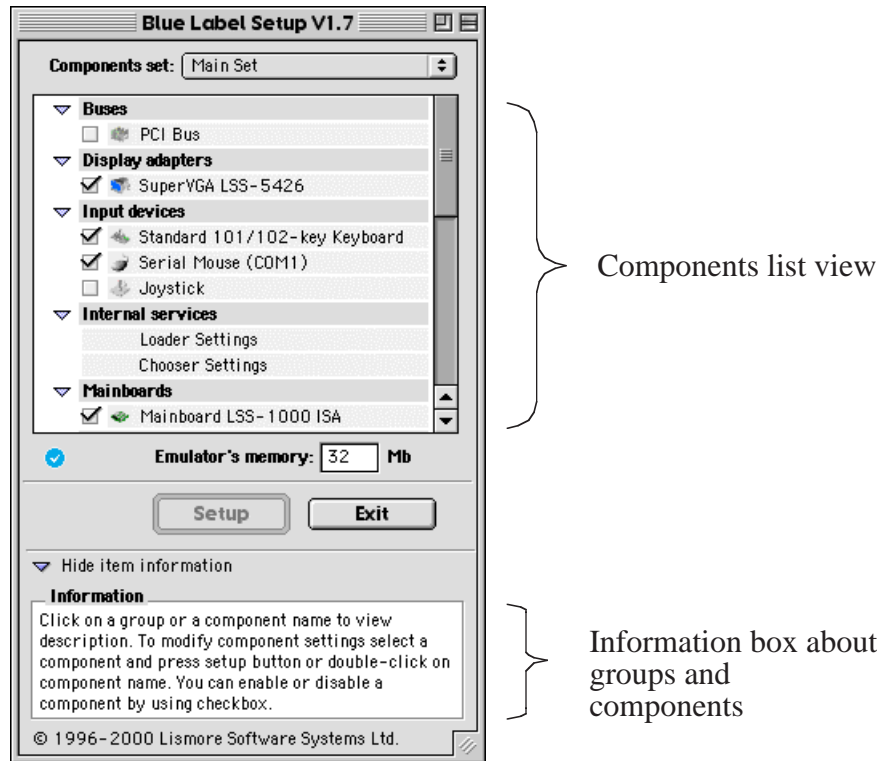 Blue Label Setup V1.7
Components set: Main Set
Buses
PCI Bus
Display adapters
SuperVGA LSS-5426
Input devices
Standard 101/102-key Keyboard
Serial Mouse (COM1)
Joystick
Internal services
Loader Settings
Chooser Settings
Mainboards
Mainboard LSS-1000 ISA
Components list view
Emulator's memory: 32 Mb
Setup Exit
Hide item information
Information
Click on a group or a component name to view
description. To modify component settings select a
component and press setup button or double-click on
component name. You can enable or disable a
component by using checkbox.
Information box about
groups and
components
© 1996-2000 Lismore Software Systems Ltd.